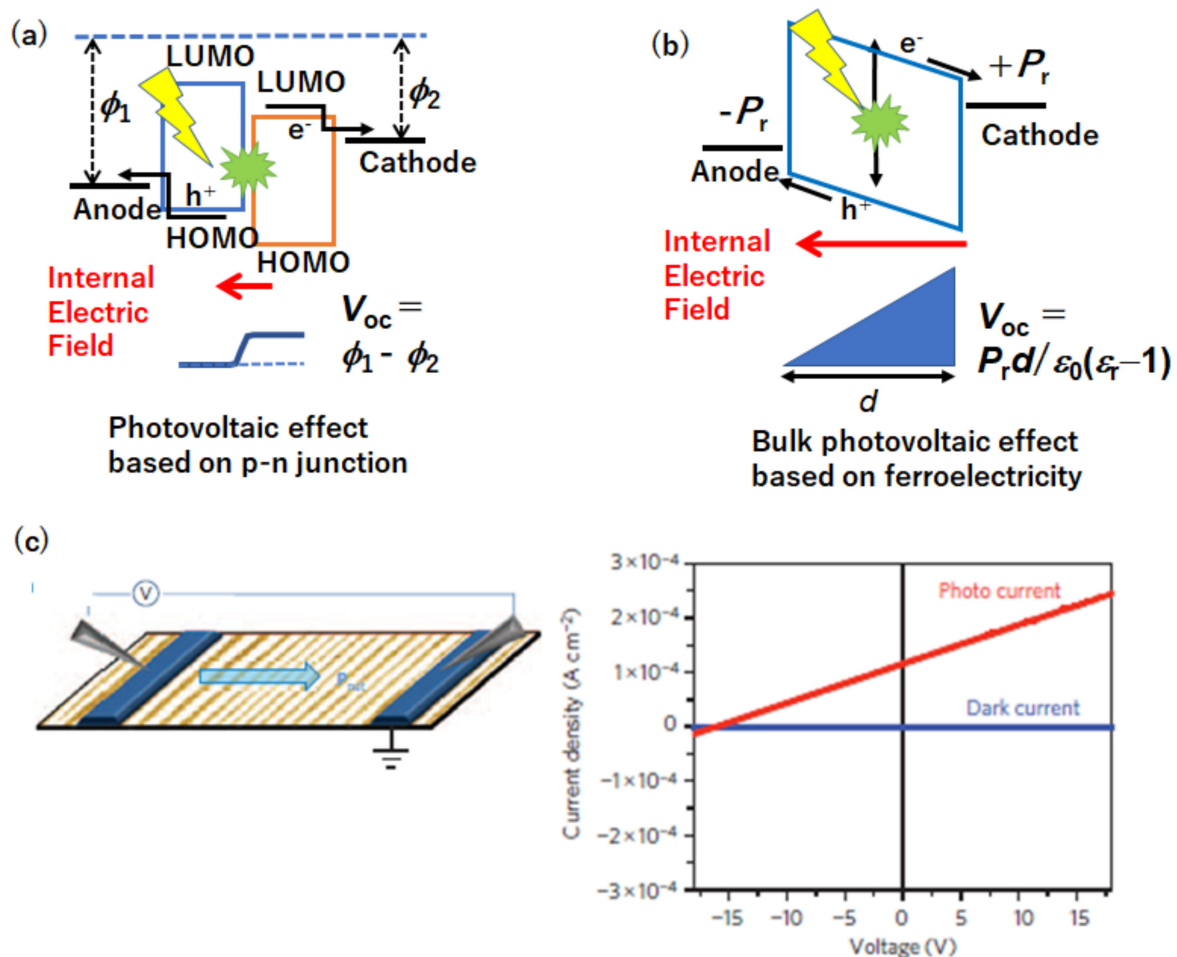 (a)
LUMO
LUMO
ϕ1
ϕ2
e-
Cathode
h+
Anode
HOMO
HOMO
Internal
Electric
Field
Voc =
ϕ1 - ϕ2
Photovoltaic effect
based on p-n junction
(b)
e-
+Pr
-Pr
Cathode
Anode
h+
Internal
Electric
Field
Voc =
Prd/ε0(εr−1)
d
Bulk photovoltaic effect
based on ferroelectricity
(c)
V
Pnet
3×10−4
2×10−4
1×10−4
0
−1×10−4
−2×10−4
−3×10−4
Current density (A cm−2)
Photo current
Dark current
−15 −10 −5 0 5 10 15
Voltage (V)